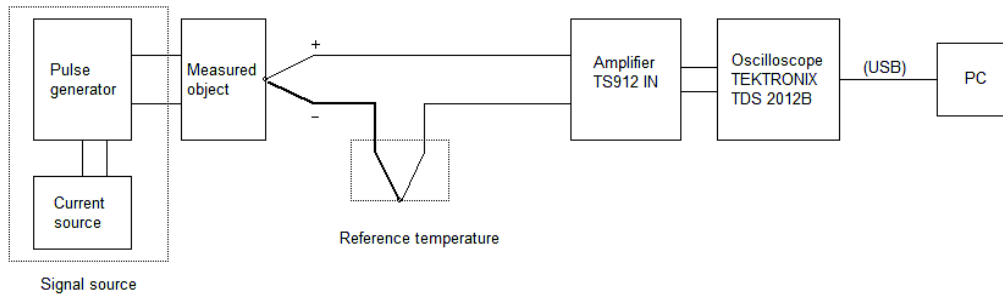 Pulse
generator
Measured
object
+
−
Amplifier
TS912 IN
Oscilloscope
TEKTRONIX
TDS 2012B
(USB)
PC
Current
source
Reference temperature
Signal source